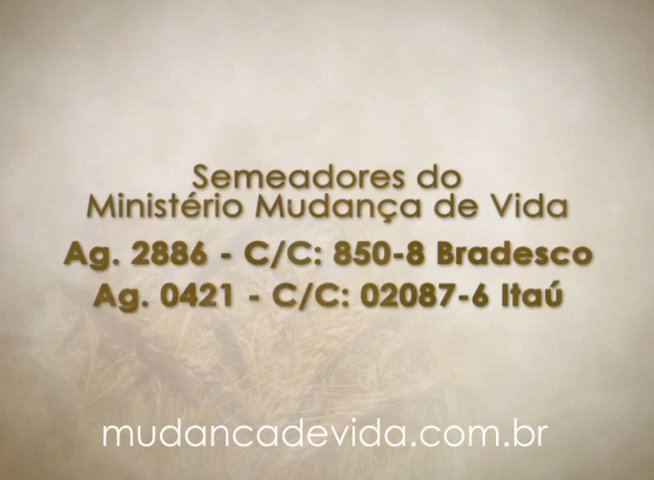 Semeadores do
Ministério Mudança de Vida
Ag. 2886 - C/C: 850-8 Bradesco
Ag. 0421 - C/C: 02087-6 Itaú
mudancadevida.com.br